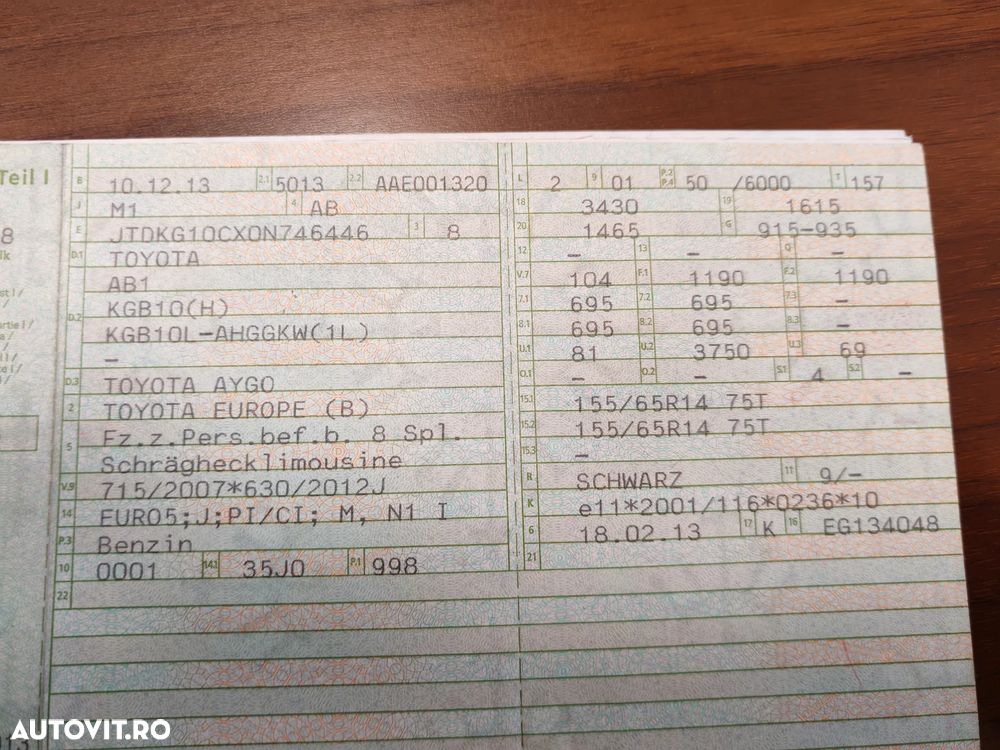 Teil I
B 10.12.13 2.1 5013 2.2 AAE001320
J M1 4 AB
E JTDKG10CX0N746446 3 8
D.1 TOYOTA
AB1
D.2 KGB10(H)
KGB10L-AHGGKW(1L)
–
D.3 TOYOTA AYGO
2 TOYOTA EUROPE (B)
5 Fz.z.Pers.bef.b. 8 Spl.
Schräghecklimousine
V.9 715/2007*630/2012J
14 EURO5;J;PI/CI; M, N1 I
P.3 Benzin
10 0001 14.1 35J0 P.1 998
22
L 2 9 01 P.2 P.4 50 /6000 T 157
18 3430 19 1615
20 1465 G 915-935
12 – 13 – Q –
V.7 104 F.1 1190 F.2 1190
7.1 695 7.2 695 7.3 –
8.1 695 8.2 695 8.3 –
U.1 81 U.2 3750 U.3 69
O.1 – O.2 – S.1 4 S.2 –
15.1 155/65R14 75T
15.2 155/65R14 75T
15.3 –
R SCHWARZ 11 9/–
K e11*2001/116*0236*10
6 18.02.13 17 K 16 EG134048
21
8
AUTOVIT.RO